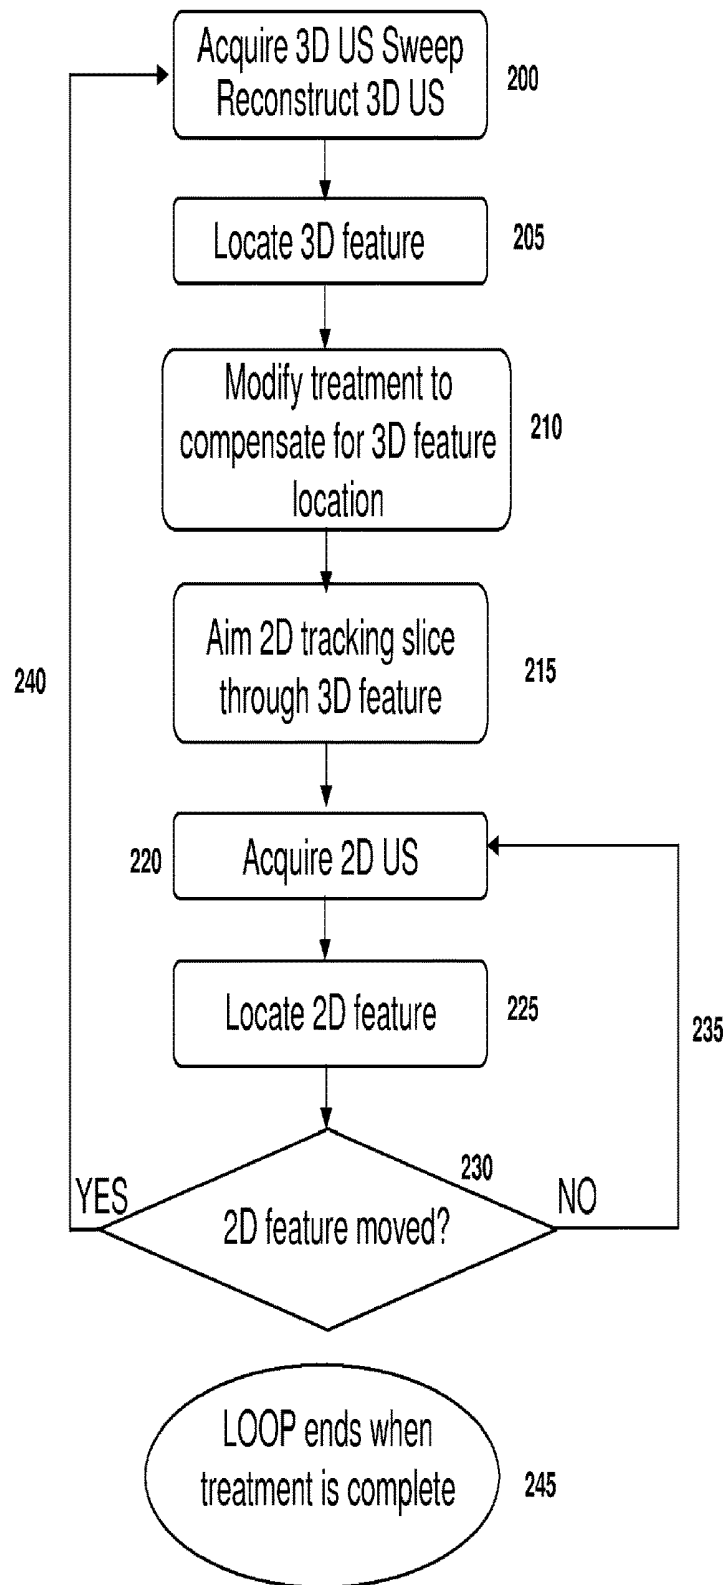 Acquire 3D US Sweep
Reconstruct 3D US
200
Locate 3D feature
205
Modify treatment to
compensate for 3D feature
location
210
Aim 2D tracking slice
through 3D feature
215
240
220
Acquire 2D US
Locate 2D feature
225
235
230
YES
NO
2D feature moved?
LOOP ends when
treatment is complete
245